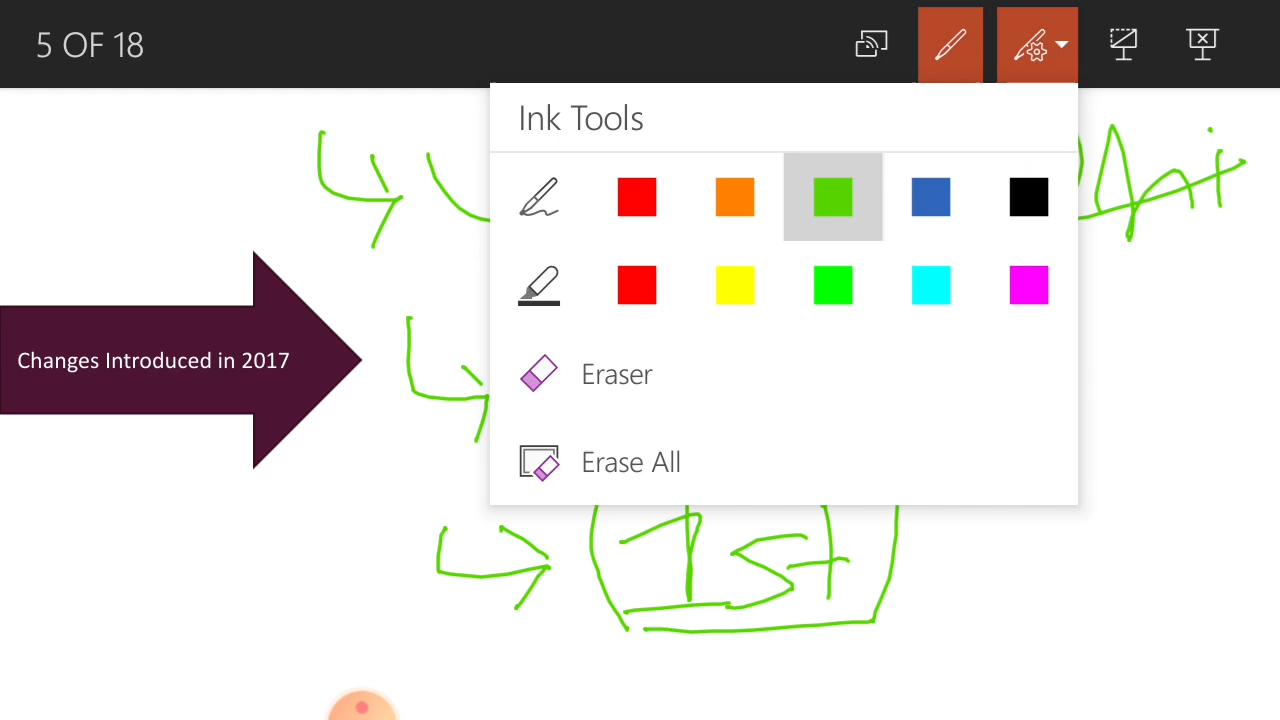 5 OF 18
Ink Tools
Changes Introduced in 2017
Eraser
Erase All
1st